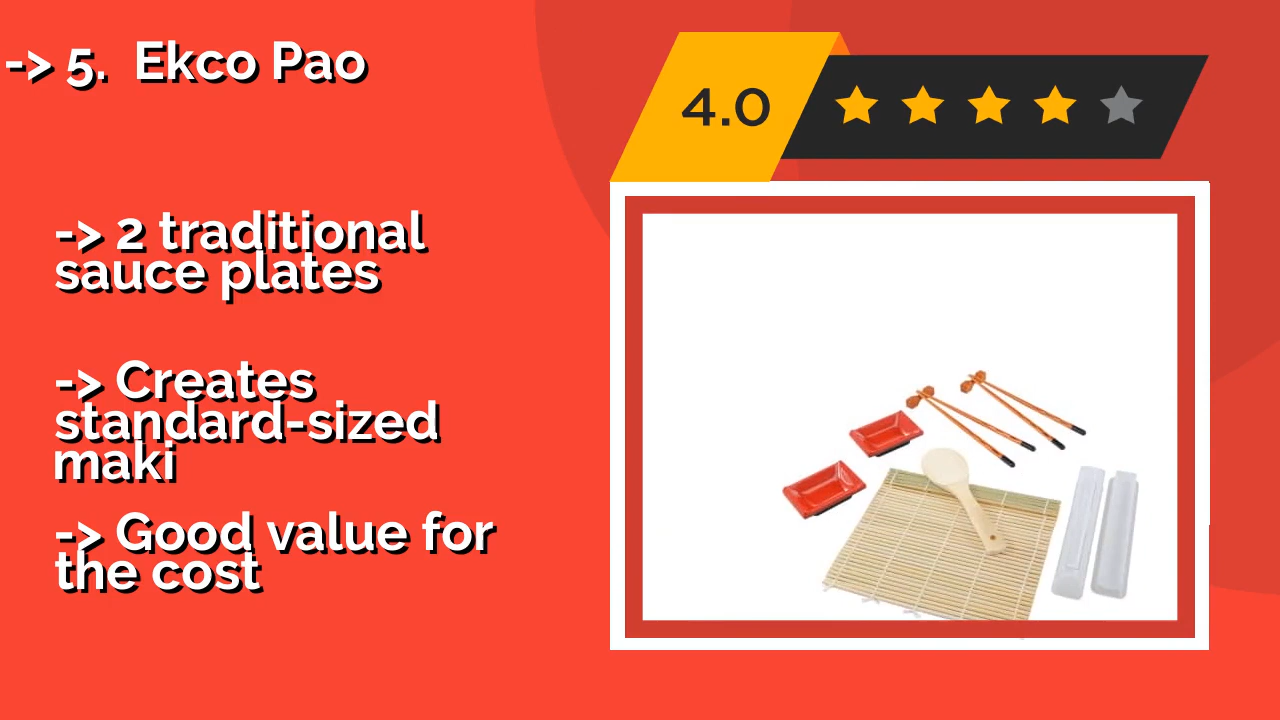 -> 5. Ekco Pao
4.0
-> 2 traditional
sauce plates
-> Creates
standard-sized
maki
-> Good value for
the cost